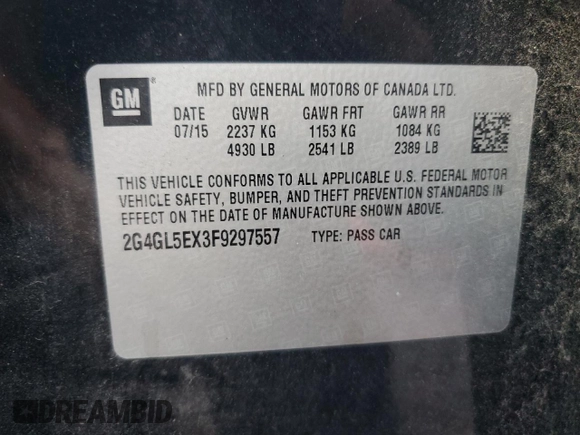 GM
MFD BY GENERAL MOTORS OF CANADA LTD.
DATE GVWR GAWR FRT GAWR RR
07/15 2237 KG 1153 KG 1084 KG
4930 LB 2541 LB 2389 LB
THIS VEHICLE CONFORMS TO ALL APPLICABLE U.S. FEDERAL MOTOR
VEHICLE SAFETY, BUMPER, AND THEFT PREVENTION STANDARDS IN
EFFECT ON THE DATE OF MANUFACTURE SHOWN ABOVE.
2G4GL5EX3F9297557 TYPE: PASS CAR
DREAMBID